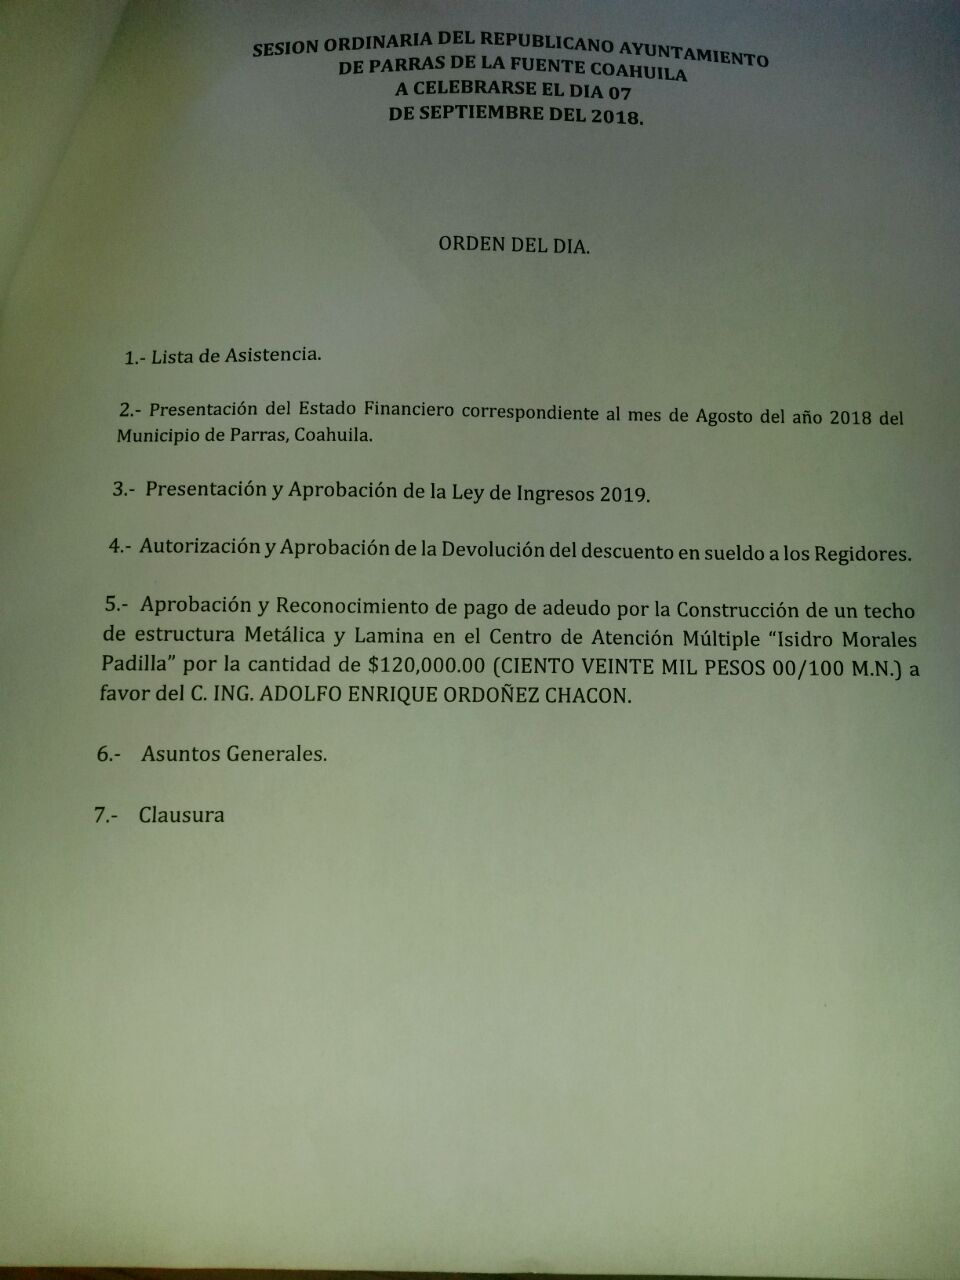 SESION ORDINARIA DEL REPUBLICANO AYUNTAMIENTO
DE PARRAS DE LA FUENTE COAHUILA
A CELEBRARSE EL DIA 07
DE SEPTIEMBRE DEL 2018.
ORDEN DEL DIA.
1.- Lista de Asistencia.
2.- Presentación del Estado Financiero correspondiente al mes de Agosto del año 2018 del
Municipio de Parras, Coahuila.
3.- Presentación y Aprobación de la Ley de Ingresos 2019.
4.- Autorización y Aprobación de la Devolución del descuento en sueldo a los Regidores.
5.- Aprobación y Reconocimiento de pago de adeudo por la Construcción de un techo
de estructura Metálica y Lamina en el Centro de Atención Múltiple “Isidro Morales
Padilla” por la cantidad de $120,000.00 (CIENTO VEINTE MIL PESOS 00/100 M.N.) a
favor del C. ING. ADOLFO ENRIQUE ORDOÑEZ CHACON.
6.- Asuntos Generales.
7.- Clausura